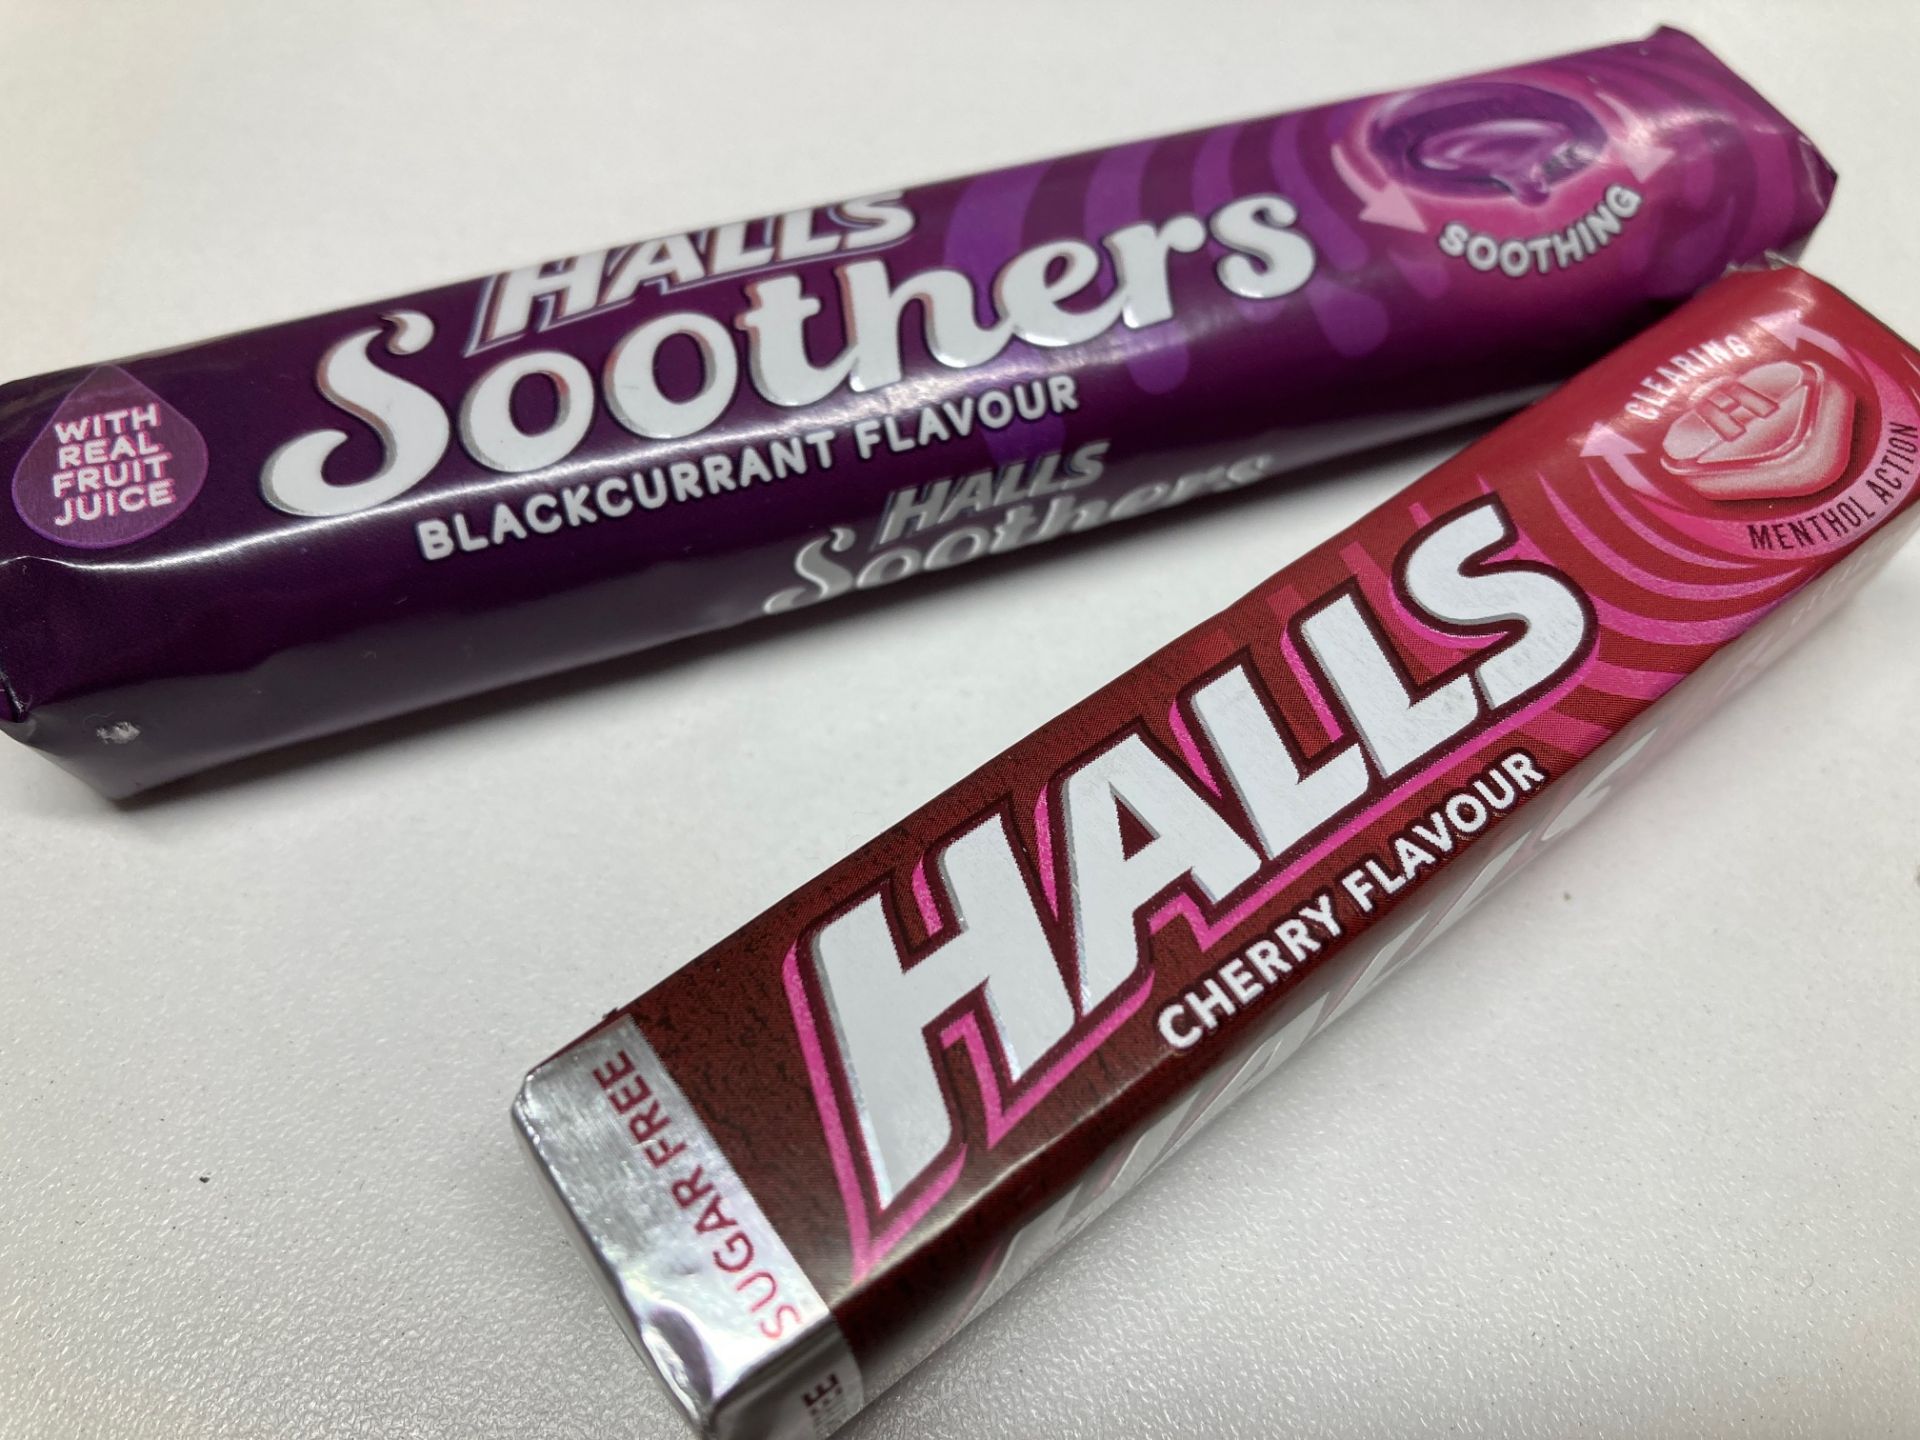 HALLS
Soothers
BLACKCURRANT FLAVOUR
WITH
REAL
FRUIT
JUICE
SOOTHING
HALLS
Soothers
CLEARING
H
MENTHOL ACTION
HALLS
CHERRY FLAVOUR
SUGAR FREE